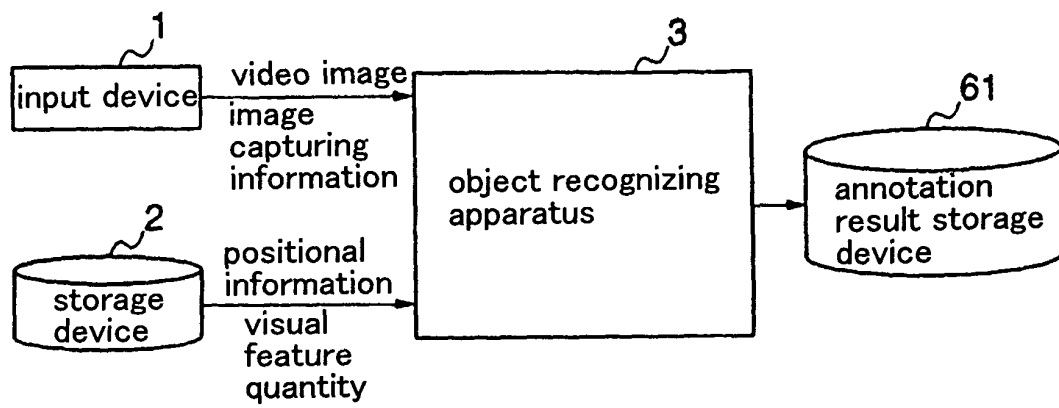 1
input device
video image
image
capturing
information
2
storage
device
positional
information
visual
feature
quantity
3
object recognizing
apparatus
61
annotation
result storage
device